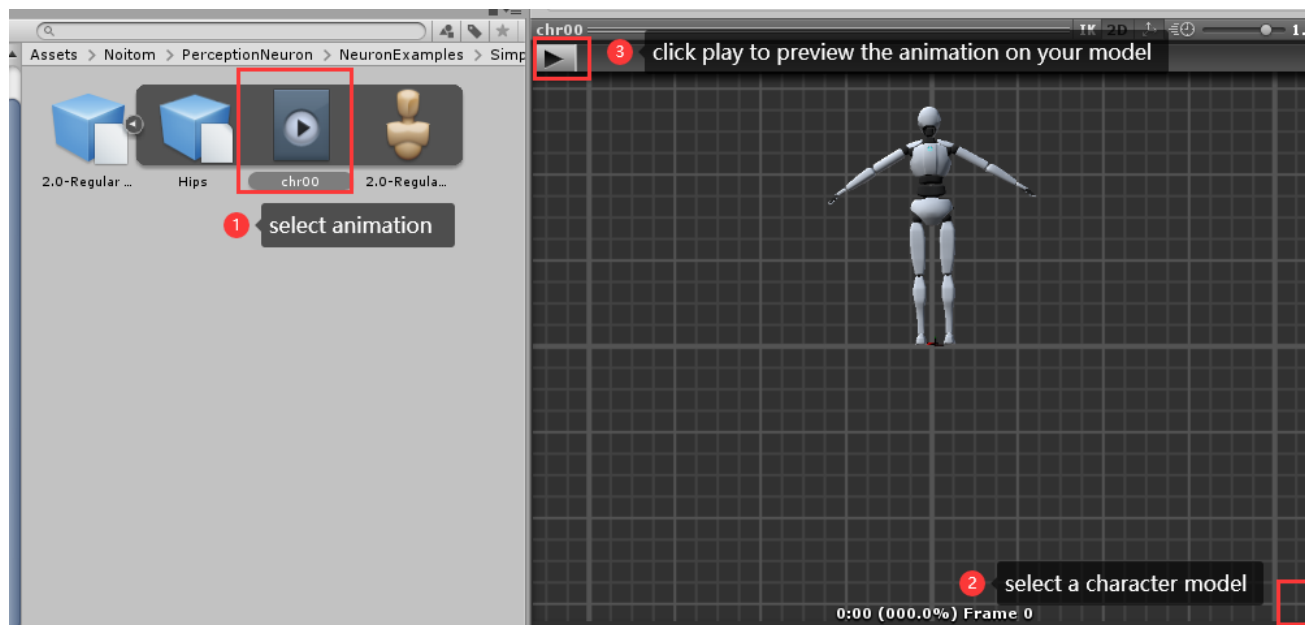 chr00
IK 2D 1.
Assets > Noitom > PerceptionNeuron > NeuronExamples > Simp
3 click play to preview the animation on your model
2.0-Regular … Hips chr00 2.0-Regula…
1 select animation
2 select a character model
0:00 (000.0%) Frame 0